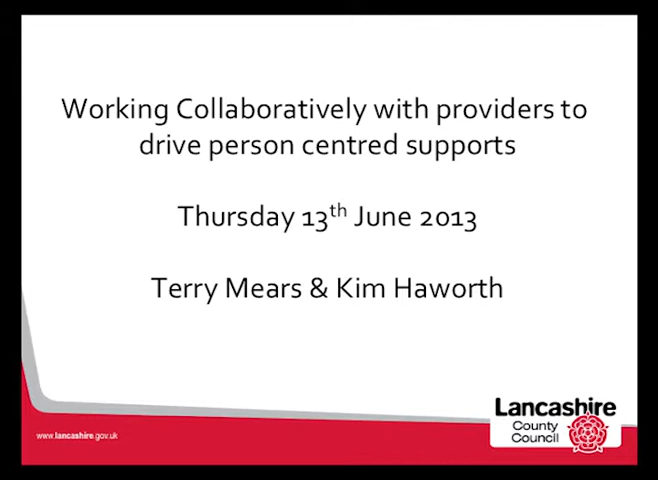 Working Collaboratively with providers to
drive person centred supports
Thursday 13th June 2013
Terry Mears & Kim Haworth
www.lancashire.gov.uk
Lancashire
County
Council